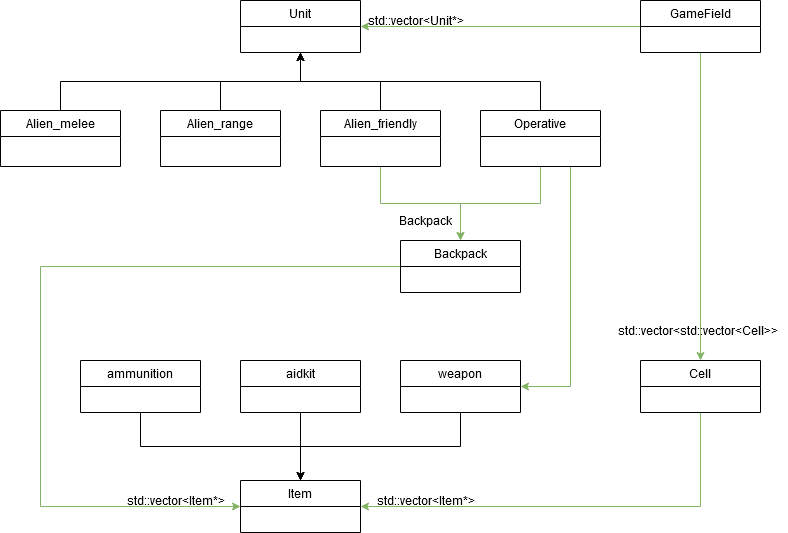 Unit
GameField
std::vector<Unit*>
Alien_melee
Alien_range
Alien_friendly
Operative
Backpack
Backpack
std::vector<std::vector<Cell>>
ammunition
aidkit
weapon
Cell
Item
std::vector<Item*>
std::vector<Item*>